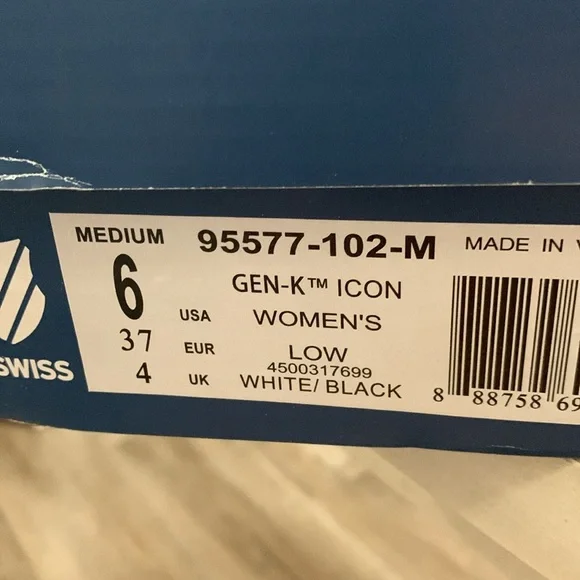 MEDIUM 95577-102-M MADE IN
6 USA GEN-K™ ICON
WOMEN'S
37 EUR LOW
4500317699
4 UK WHITE/ BLACK
SWISS
8 88758 69